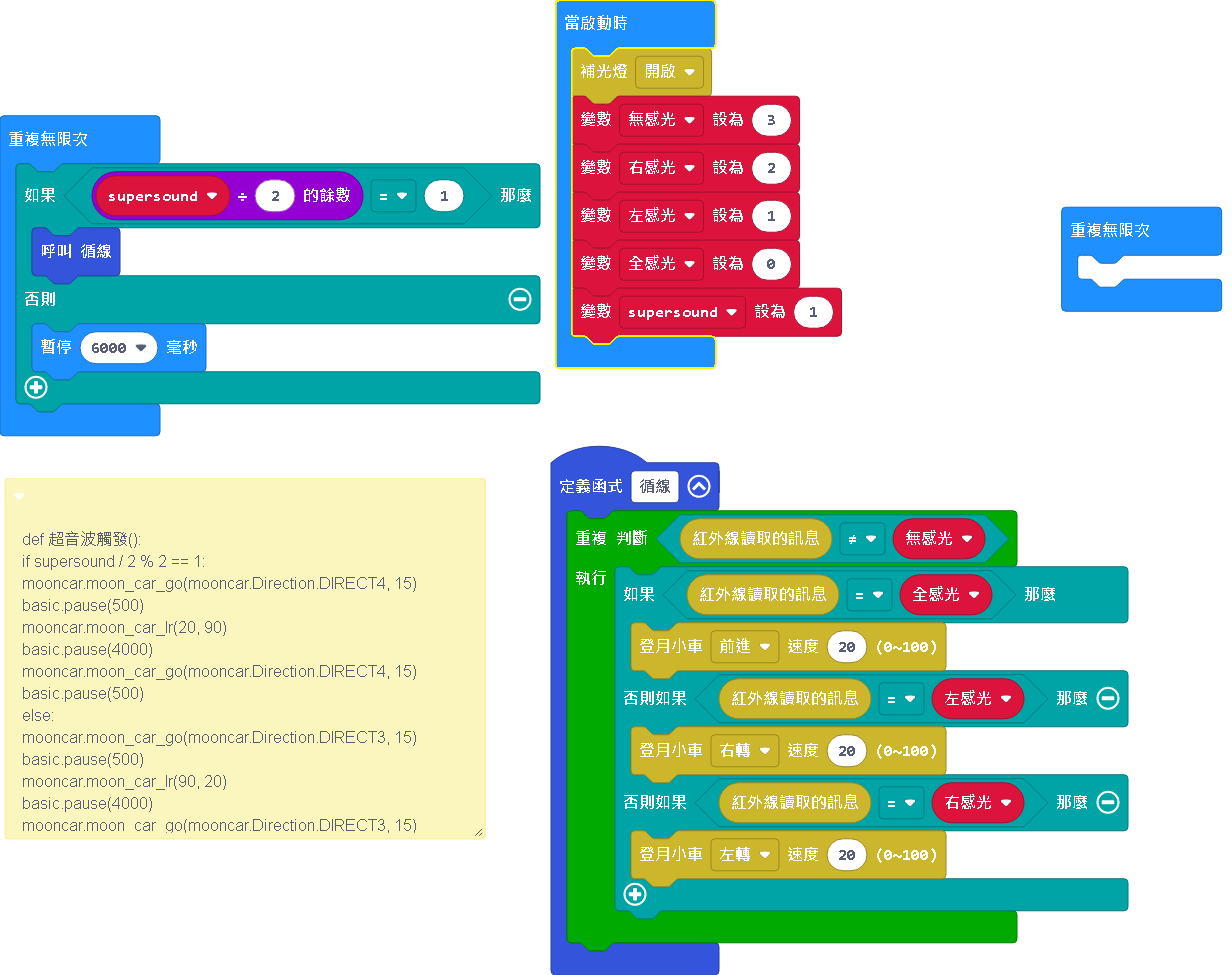 當啟動時
補光燈 開啟
變數 無感光 設為 3
變數 右感光 設為 2
變數 左感光 設為 1
變數 全感光 設為 0
變數 supersound 設為 1
重複無限次
如果 supersound ÷ 2 的餘數 = 1 那麼
呼叫 循線
否則
暫停 6000 毫秒
重複無限次
def 超音波觸發():
if supersound / 2 % 2 == 1:
mooncar.moon_car_go(mooncar.Direction.DIRECT4, 15)
basic.pause(500)
mooncar.moon_car_lr(20, 90)
basic.pause(4000)
mooncar.moon_car_go(mooncar.Direction.DIRECT4, 15)
basic.pause(500)
else:
mooncar.moon_car_go(mooncar.Direction.DIRECT3, 15)
basic.pause(500)
mooncar.moon_car_lr(90, 20)
basic.pause(4000)
mooncar.moon_car_go(mooncar.Direction.DIRECT3, 15)
定義函式 循線
重複 判斷 紅外線讀取的訊息 ≠ 無感光
執行
如果 紅外線讀取的訊息 = 全感光 那麼
登月小車 前進 速度 20 (0~100)
否則如果 紅外線讀取的訊息 = 左感光 那麼
登月小車 右轉 速度 20 (0~100)
否則如果 紅外線讀取的訊息 = 右感光 那麼
登月小車 左轉 速度 20 (0~100)